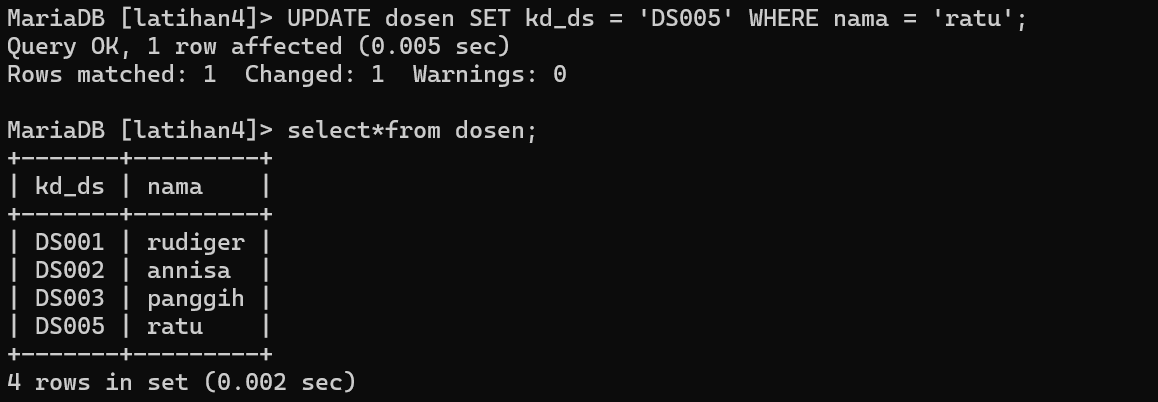 MariaDB [latihan4]> UPDATE dosen SET kd_ds = 'DS005' WHERE nama = 'ratu';
Query OK, 1 row affected (0.005 sec)
Rows matched: 1  Changed: 1  Warnings: 0

MariaDB [latihan4]> select*from dosen;
+-------+---------+
| kd_ds | nama    |
+-------+---------+
| DS001 | rudiger |
| DS002 | annisa  |
| DS003 | panggih |
| DS005 | ratu    |
+-------+---------+
4 rows in set (0.002 sec)